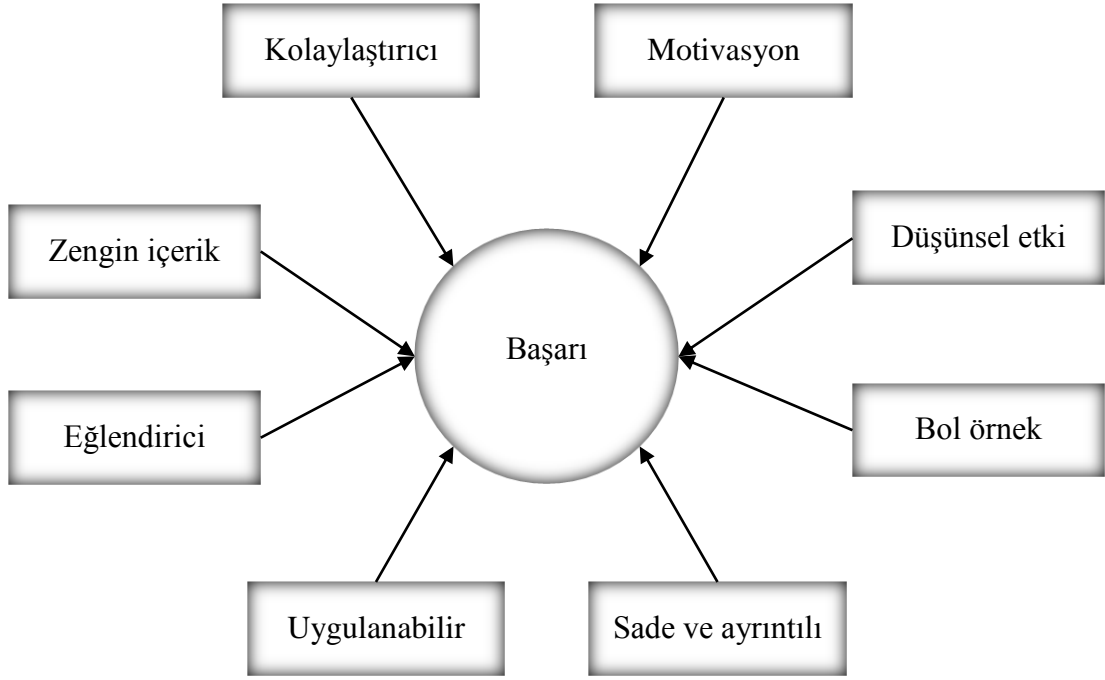 Kolaylaştırıcı
Motivasyon
Zengin içerik
Düşünsel etki
Başarı
Eğlendirici
Bol örnek
Uygulanabilir
Sade ve ayrıntılı